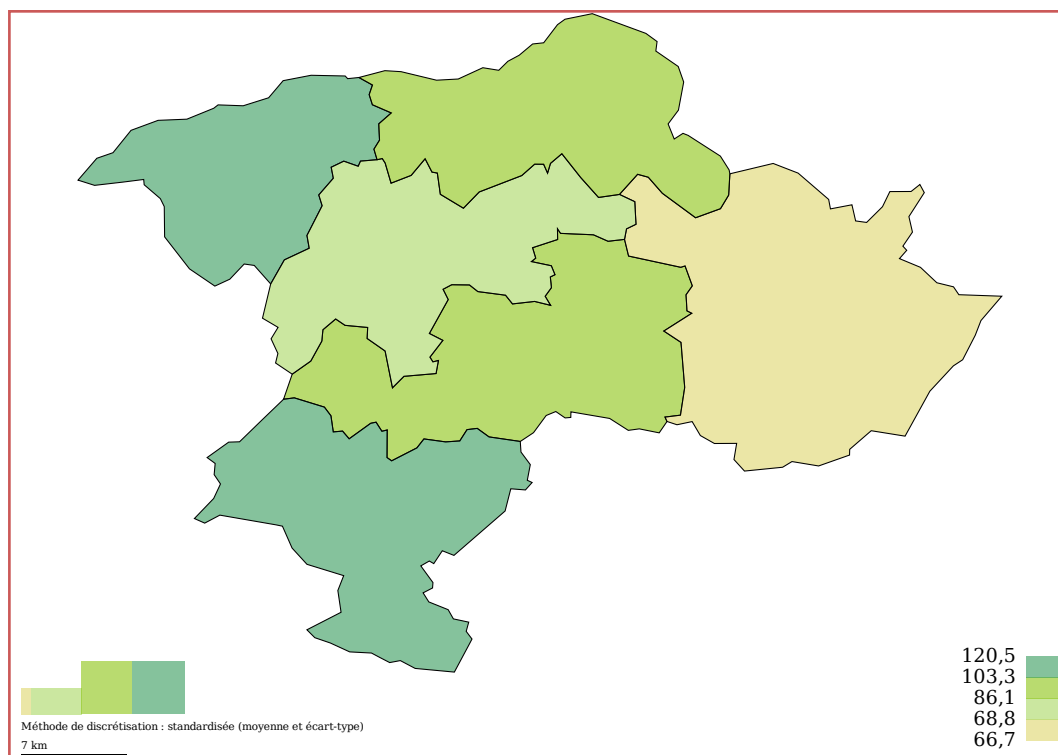 120,5
103,3
86,1
68,8
66,7
Méthode de discrétisation : standardisée (moyenne et écart-type)
7 km